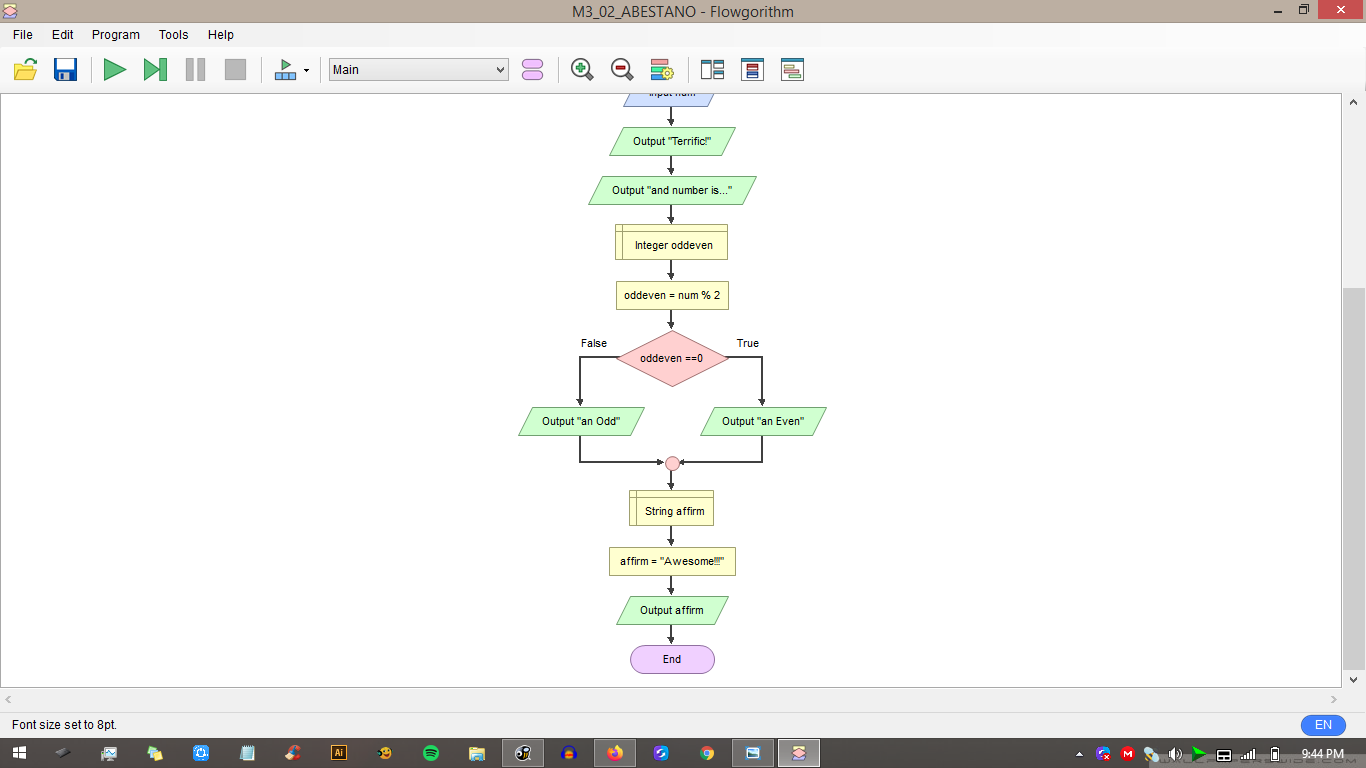 M3_02_ABESTANO - Flowgorithm
File Edit Program Tools Help
Main
Input num
Output "Terrific!"
Output "and number is..."
Integer oddeven
oddeven = num % 2
False True
oddeven ==0
Output "an Odd" Output "an Even"
String affirm
affirm = "Awesome!!!"
Output affirm
End
Font size set to 8pt.
EN
Ai
9:44 PM